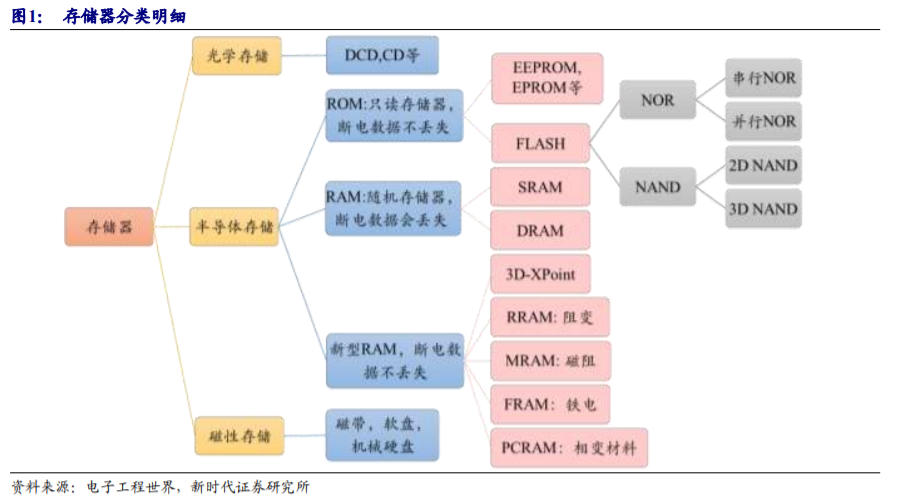 图1： 存储器分类明细
存储器
光学存储
DCD,CD等
半导体存储
ROM:只读存储器，
断电数据不丢失
EEPROM,
EPROM等
FLASH
NOR
串行NOR
并行NOR
NAND
2D NAND
3D NAND
RAM:随机存储器，
断电数据会丢失
SRAM
DRAM
新型RAM，断电数
据不丢失
3D-XPoint
RRAM: 阻变
MRAM: 磁阻
FRAM： 铁电
PCRAM： 相变材料
磁性存储
磁带，软盘，
机械硬盘
资料来源：电子工程世界，新时代证券研究所